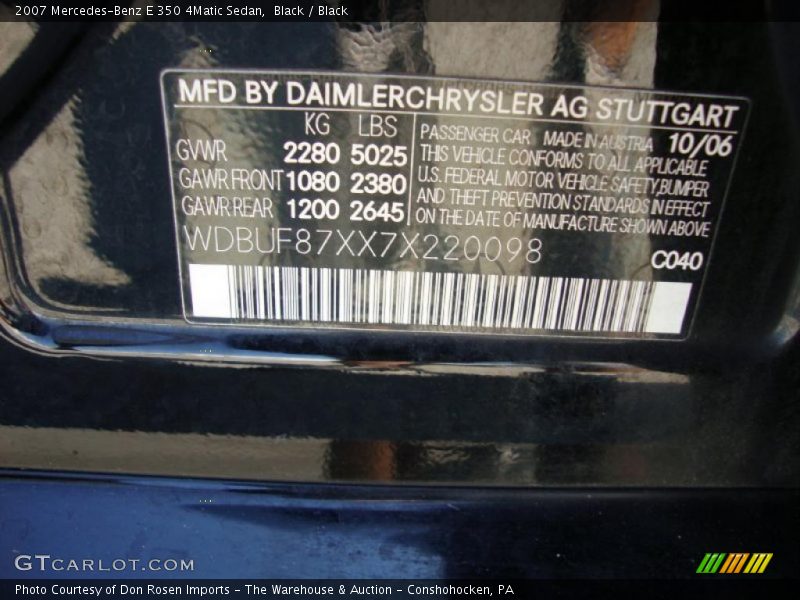 2007 Mercedes-Benz E 350 4Matic Sedan, Black / Black
MFD BY DAIMLERCHRYSLER AG STUTTGART
KG LBS
GVWR 2280 5025
GAWR FRONT 1080 2380
GAWR REAR 1200 2645
PASSENGER CAR MADE IN AUSTRIA 10/06
THIS VEHICLE CONFORMS TO ALL APPLICABLE
U.S. FEDERAL MOTOR VEHICLE SAFETY,BUMPER
AND THEFT PREVENTION STANDARDS IN EFFECT
ON THE DATE OF MANUFACTURE SHOWN ABOVE
WDBUF87XX7X220098
C040
GTCARLOT.COM
Photo Courtesy of Don Rosen Imports - The Warehouse & Auction - Conshohocken, PA